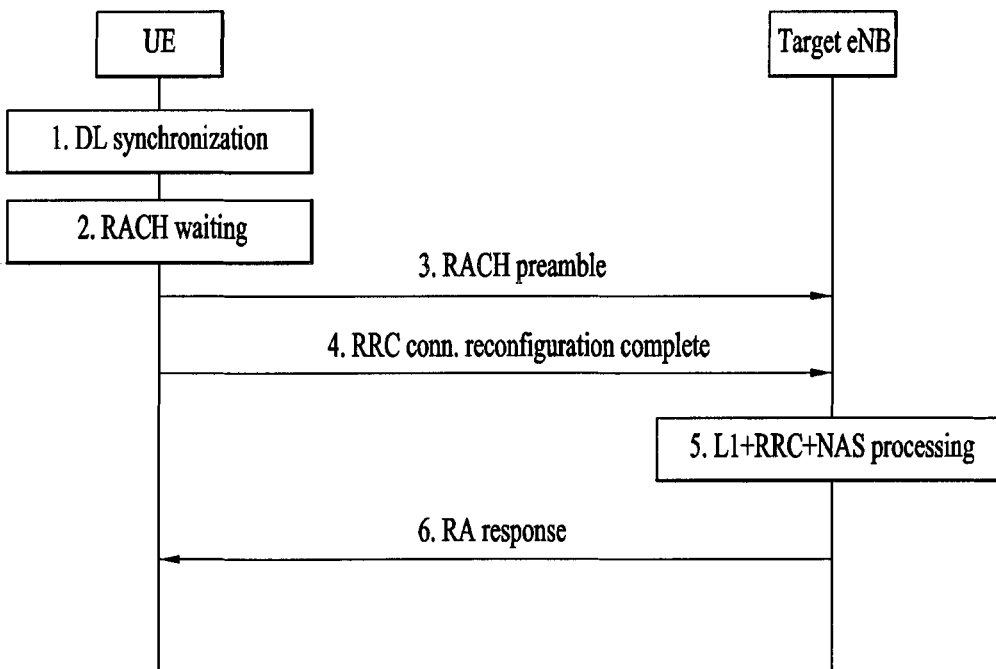 UE
Target eNB
1. DL synchronization
2. RACH waiting
3. RACH preamble
4. RRC conn. reconfiguration complete
5. L1+RRC+NAS processing
6. RA response